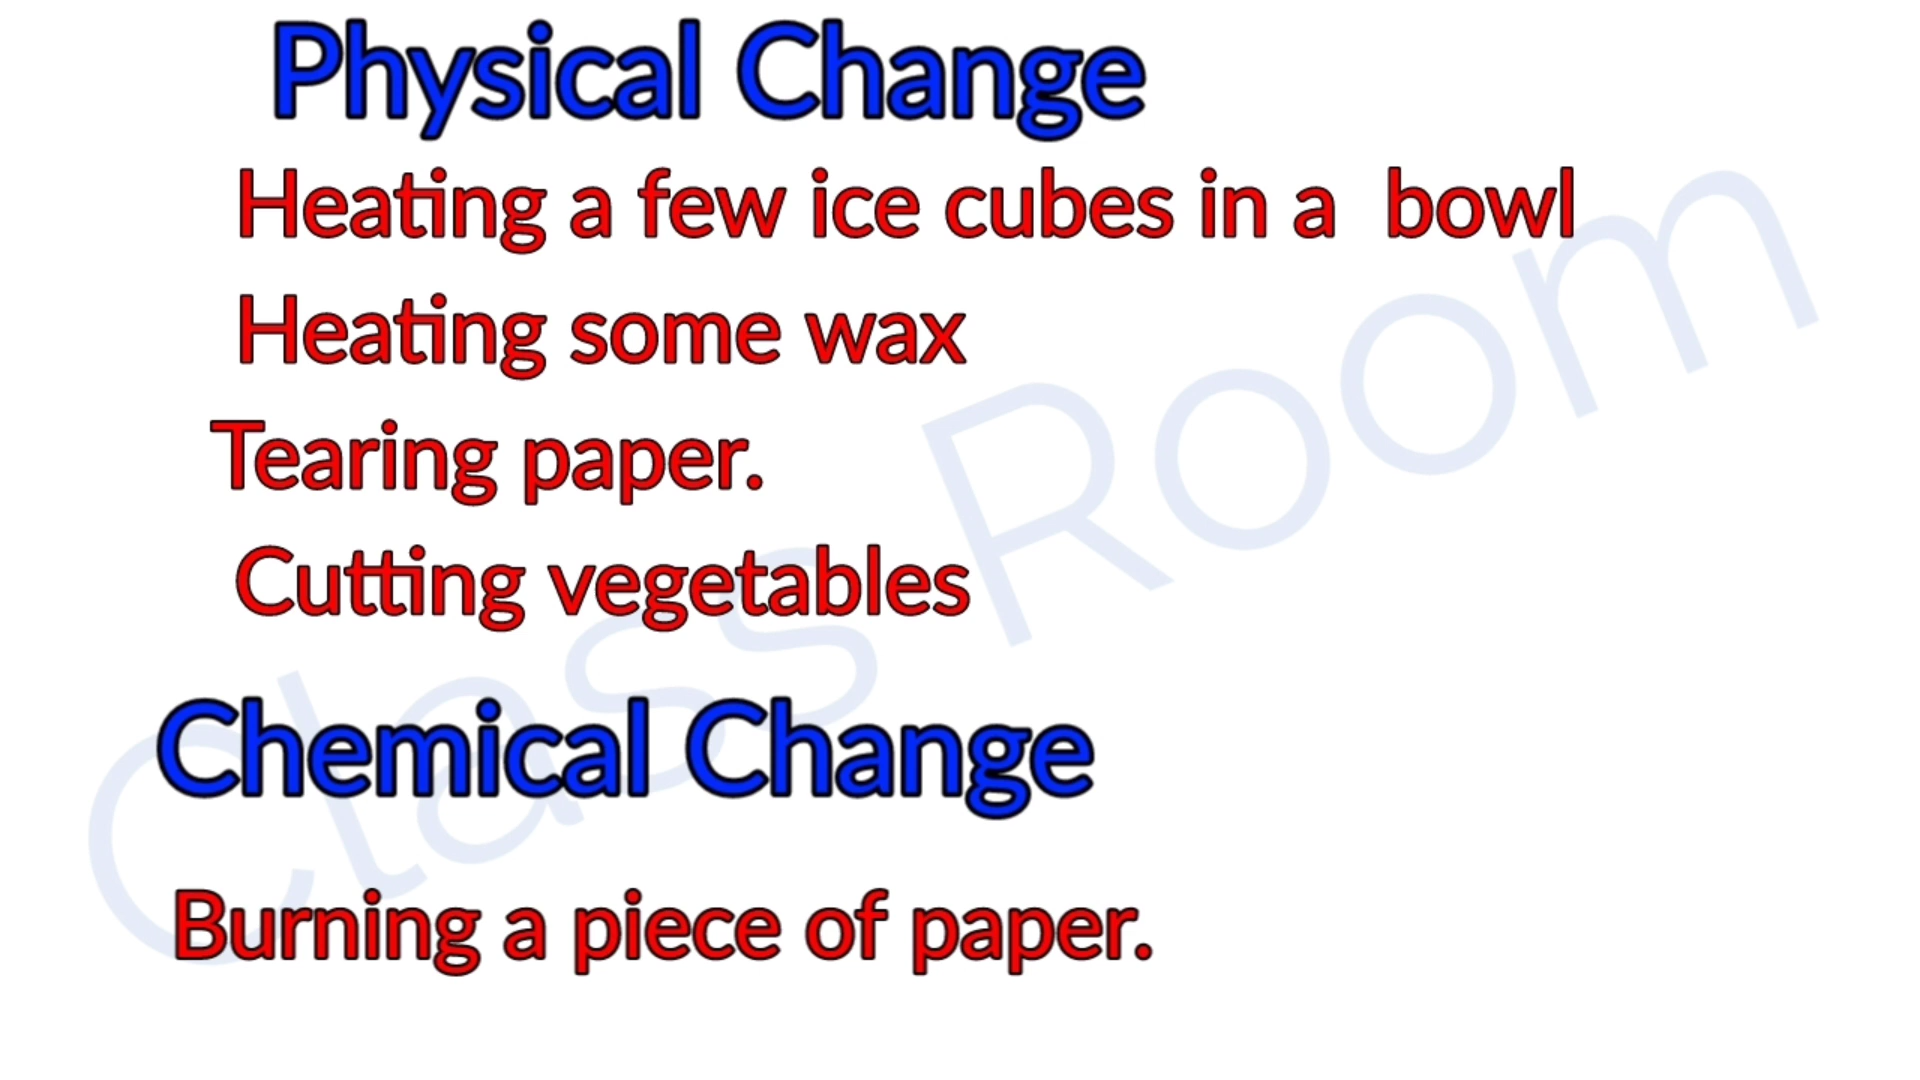 Physical Change
Heating a few ice cubes in a bowl
Heating some wax
Tearing paper.
Cutting vegetables
Chemical Change
Burning a piece of paper.
Class Room